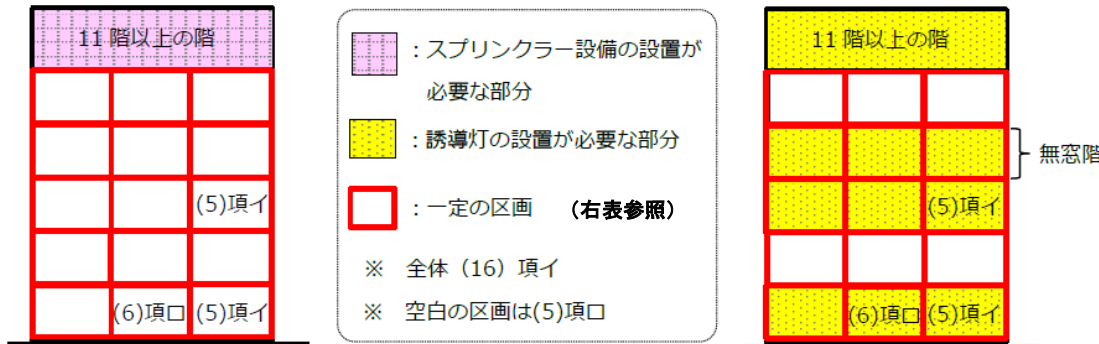 11 階以上の階
(5)項イ
(6)項ロ
(5)項イ
：スプリンクラー設備の設置が
必要な部分
：誘導灯の設置が必要な部分
：一定の区画　（右表参照）
※　全体（16）項イ
※　空白の区画は(5)項ロ
11 階以上の階
無窓階
(5)項イ
(6)項ロ
(5)項イ